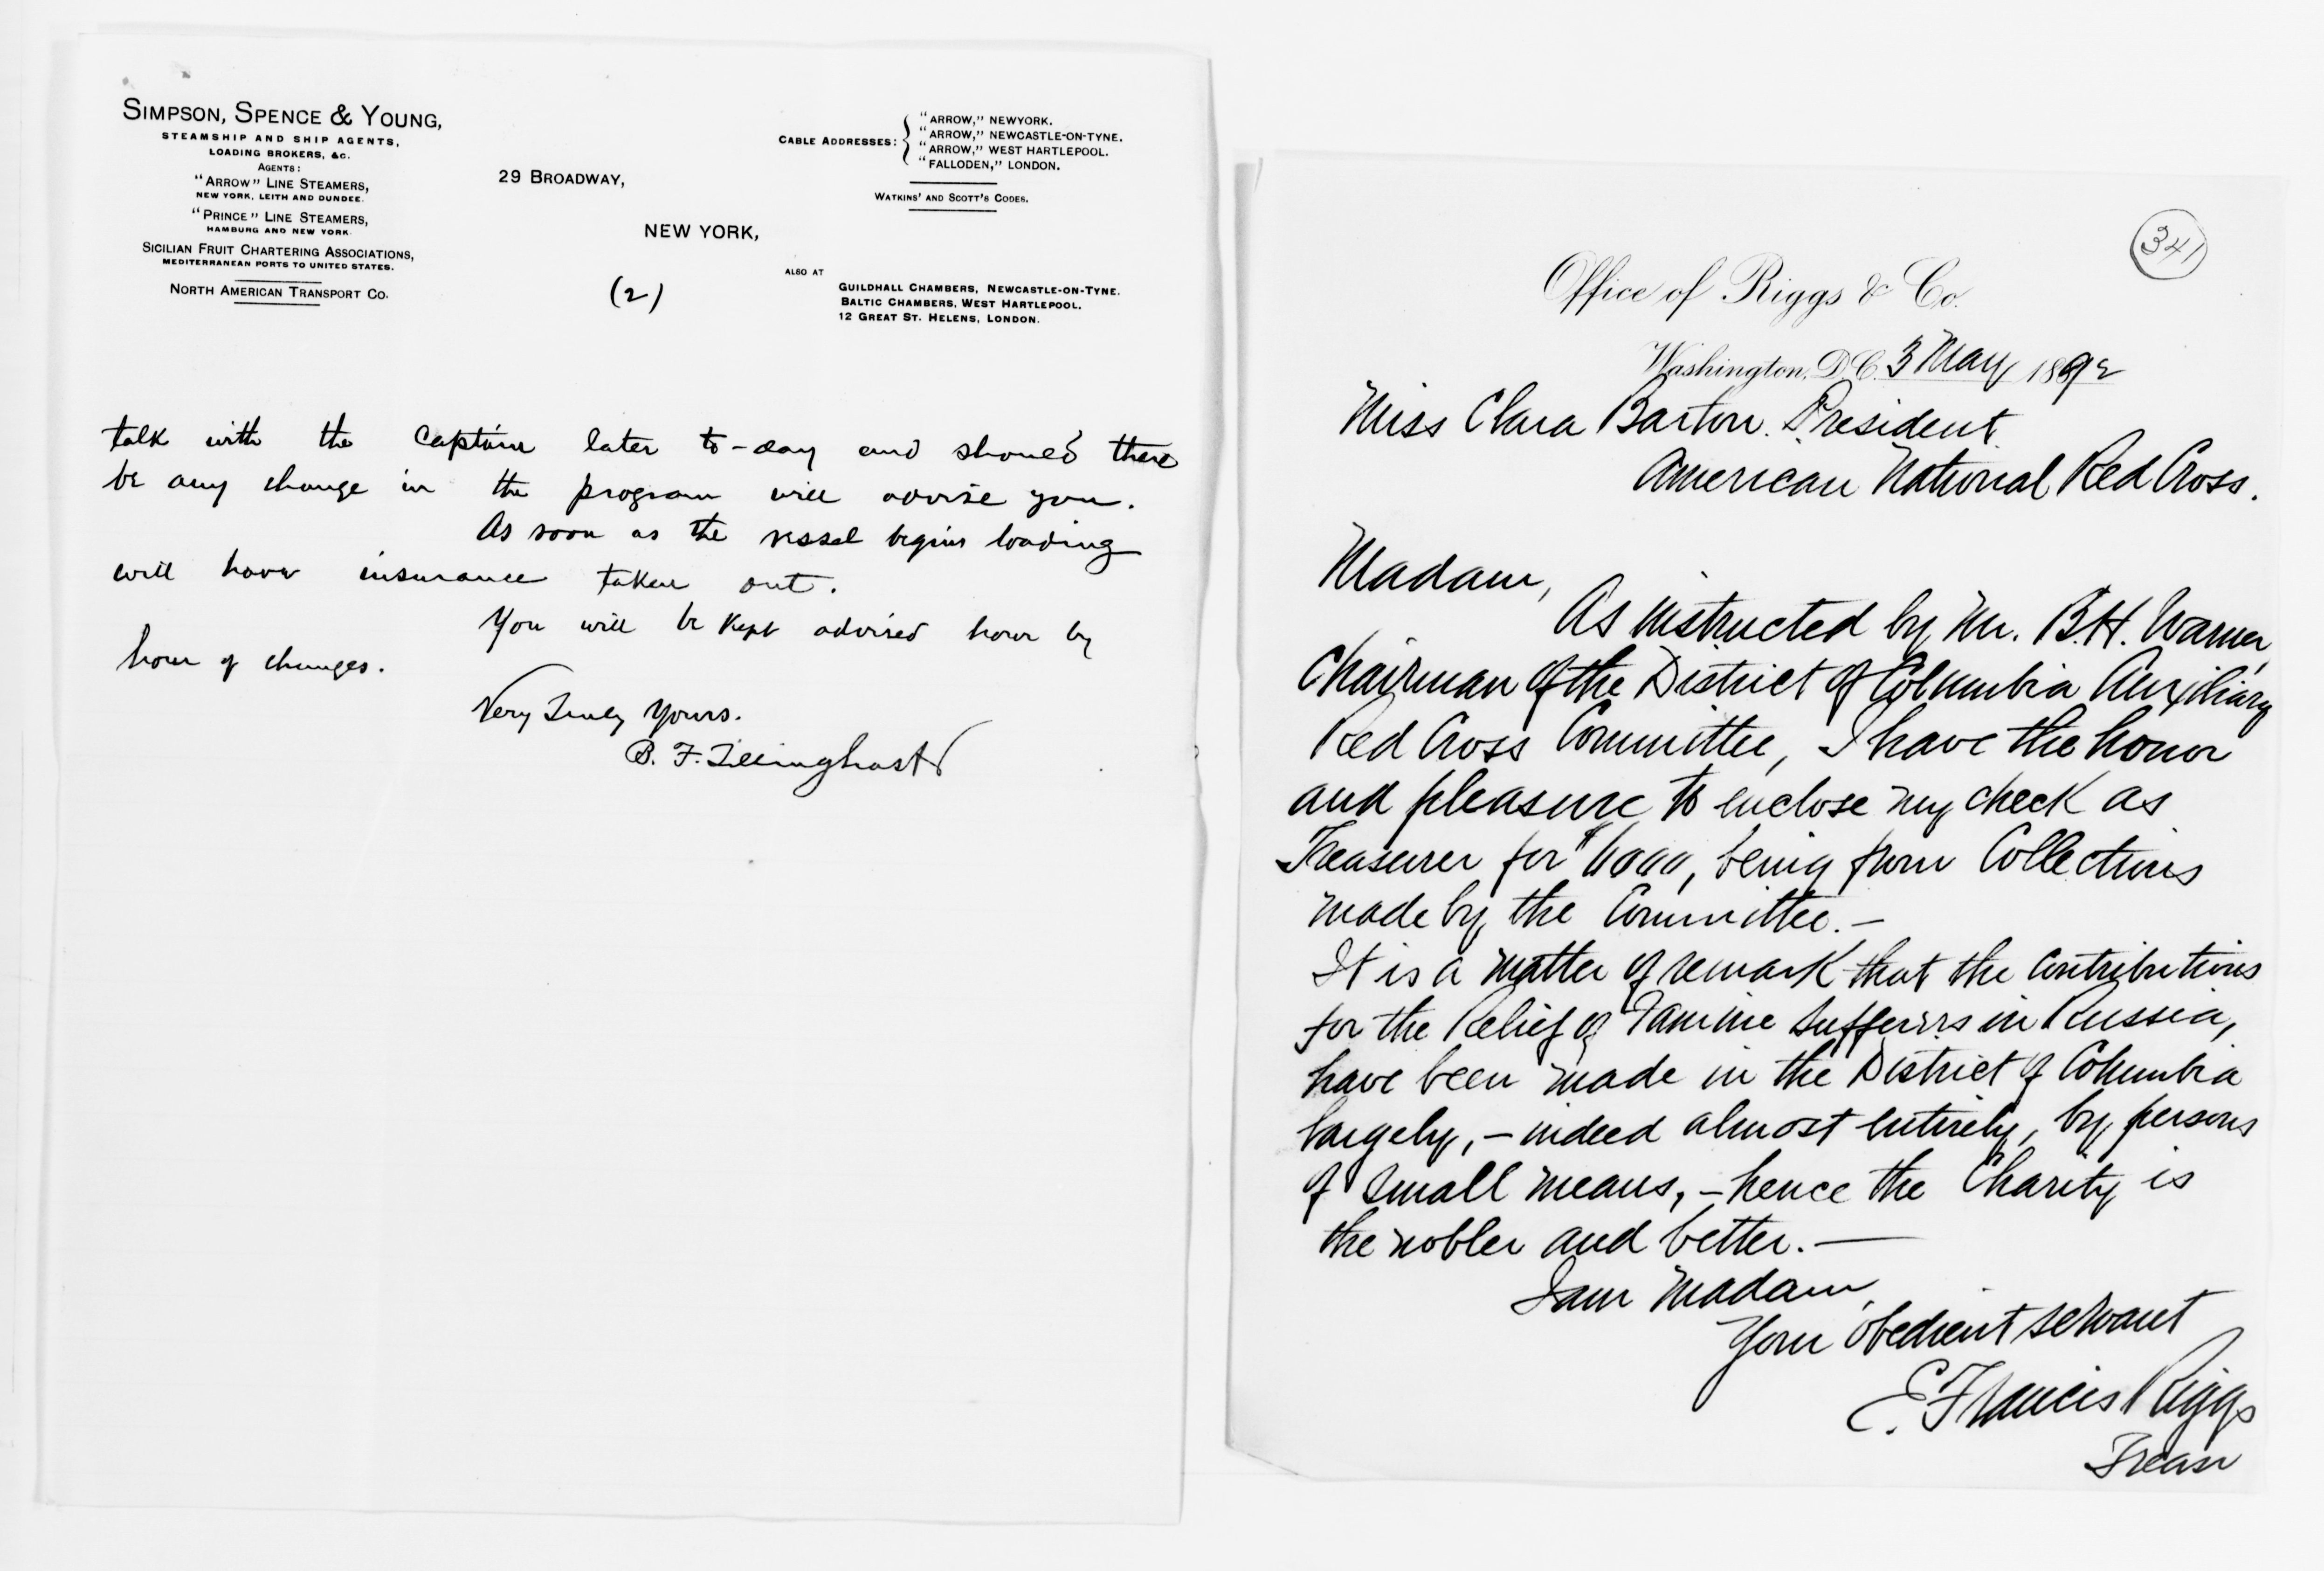 SIMPSON, SPENCE & YOUNG,
STEAMSHIP AND SHIP AGENTS,
LOADING BROKERS, &c.
AGENTS:
"ARROW" LINE STEAMERS,
NEW YORK, LEITH AND DUNDEE.
"PRINCE" LINE STEAMERS,
HAMBURG AND NEW YORK.
SICILIAN FRUIT CHARTERING ASSOCIATIONS,
MEDITERRANEAN PORTS TO UNITED STATES.
NORTH AMERICAN TRANSPORT CO.
29 BROADWAY,
NEW YORK,
(2)
CABLE ADDRESSES:
"ARROW," NEWYORK.
"ARROW," NEWCASTLE-ON-TYNE.
"ARROW," WEST HARTLEPOOL.
"FALLODEN," LONDON.
WATKINS' AND SCOTT'S CODES.
ALSO AT
GUILDHALL CHAMBERS, NEWCASTLE-ON-TYNE.
BALTIC CHAMBERS, WEST HARTLEPOOL.
12 GREAT ST. HELENS, LONDON.
talk with the Captain later to-day and should there
be any change in the program will advise you.
As soon as the vessel begins loading
will have insurance taken out.
You will be kept advised hour by
hour of changes.
Very Truly Yours.
B. F. Tillinghast
341
Office of Riggs & Co.
Washington, D.C. 3 May 1892
Miss Clara Barton. President
American National Red Cross.
Madam,
As instructed by Mr. B.H. Warner,
Chairman of the District of Columbia Auxiliary
Red Cross Committee, I have the honor
and pleasure to enclose my check as
Treasurer for being from Collections
made by the Committee.—
It is a matter of remark that the Contributions
for the Relief of Famine Sufferers in Russia,
have been made in the District of Columbia
largely, – indeed almost entirely, by persons
of small means, – hence the Charity is
the nobler and better.—
I am Madam,
Your obedient servant
E. Francis Riggs
Treasr